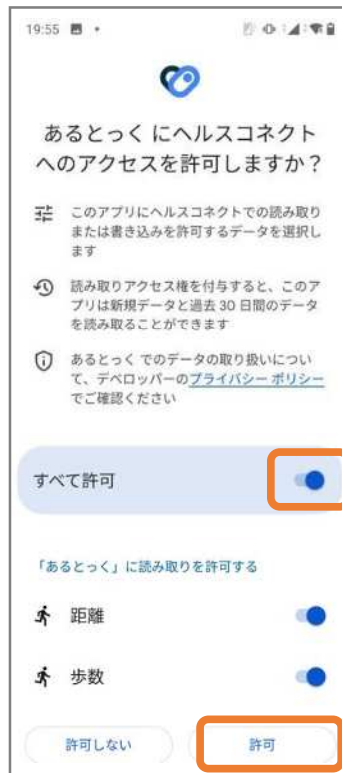 19:55
あるとっく にヘルスコネクト
へのアクセスを許可しますか？
このアプリにヘルスコネクトでの読み取り
または書き込みを許可するデータを選択し
ます
読み取りアクセス権を付与すると、このア
プリは新規データと過去 30 日間のデータ
を読み取ることができます
あるとっく でのデータの取り扱いについ
て、デベロッパーのプライバシー ポリシー
でご確認ください
すべて許可
「あるとっく」に読み取りを許可する
距離
歩数
許可しない
許可